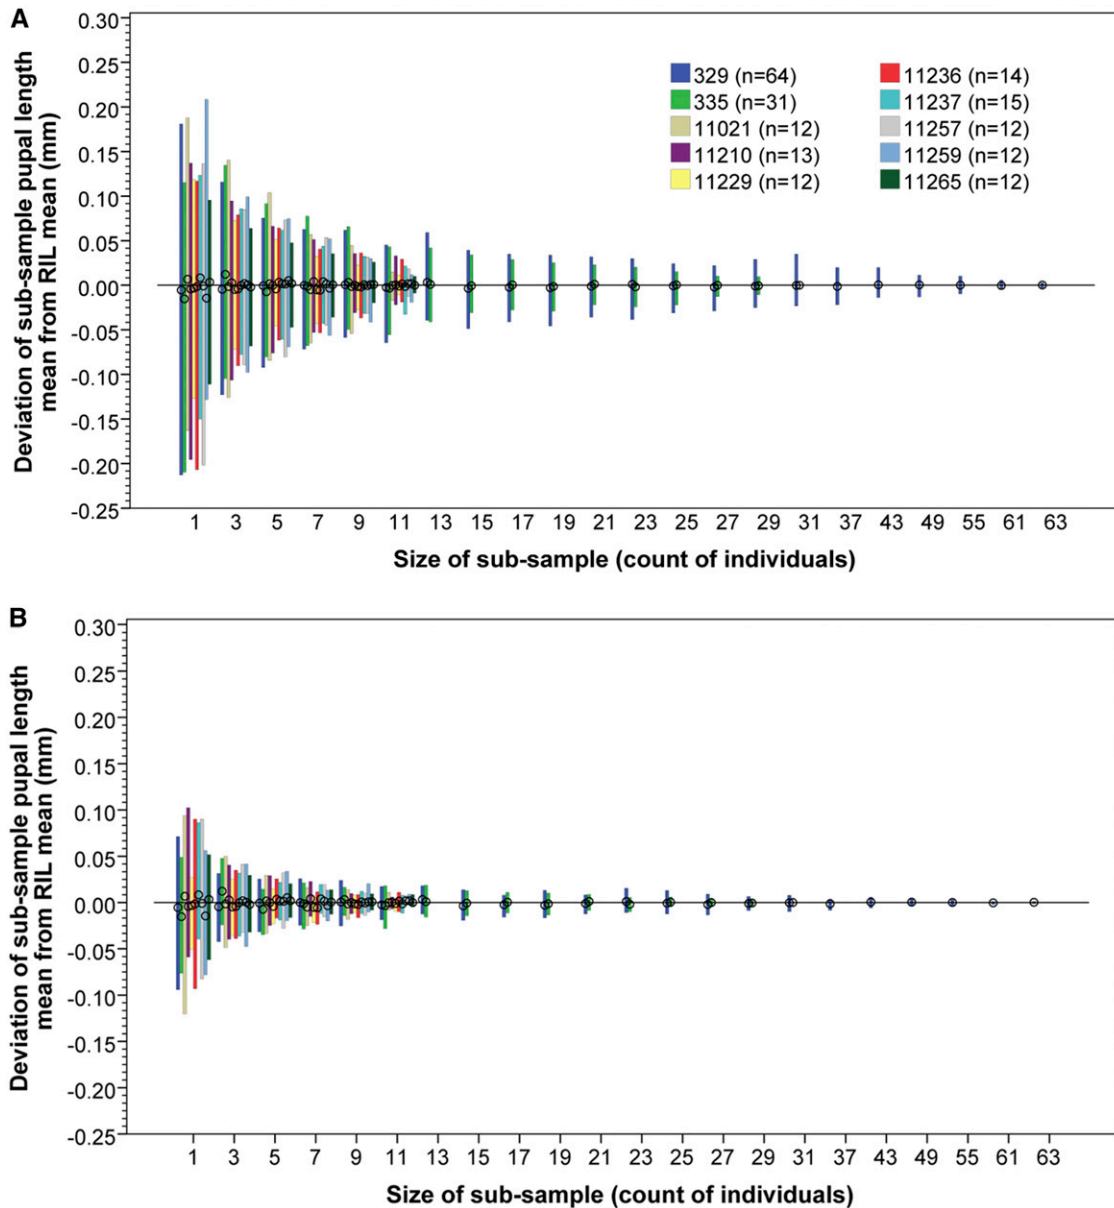 A
Deviation of sub-sample pupal length
mean from RIL mean (mm)
0.30
0.25
0.20
0.15
0.10
0.05
0.00
-0.05
-0.10
-0.15
-0.20
-0.25
329 (n=64)
335 (n=31)
11021 (n=12)
11210 (n=13)
11229 (n=12)
11236 (n=14)
11237 (n=15)
11257 (n=12)
11259 (n=12)
11265 (n=12)
1 3 5 7 9 11 13 15 17 19 21 23 25 27 29 31 37 43 49 55 61 63
Size of sub-sample (count of individuals)
B
Deviation of sub-sample pupal length
mean from RIL mean (mm)
0.30
0.25
0.20
0.15
0.10
0.05
0.00
-0.05
-0.10
-0.15
-0.20
-0.25
1 3 5 7 9 11 13 15 17 19 21 23 25 27 29 31 37 43 49 55 61 63
Size of sub-sample (count of individuals)